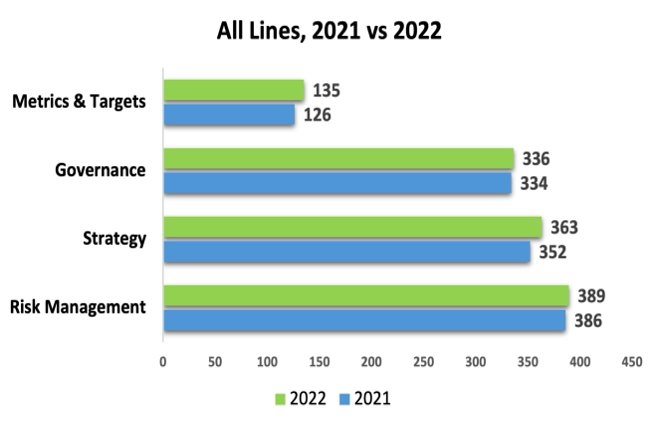 All Lines, 2021 vs 2022
Metrics & Targets
135
126
Governance
336
334
Strategy
363
352
Risk Management
389
386
0 50 100 150 200 250 300 350 400 450
2022 2021